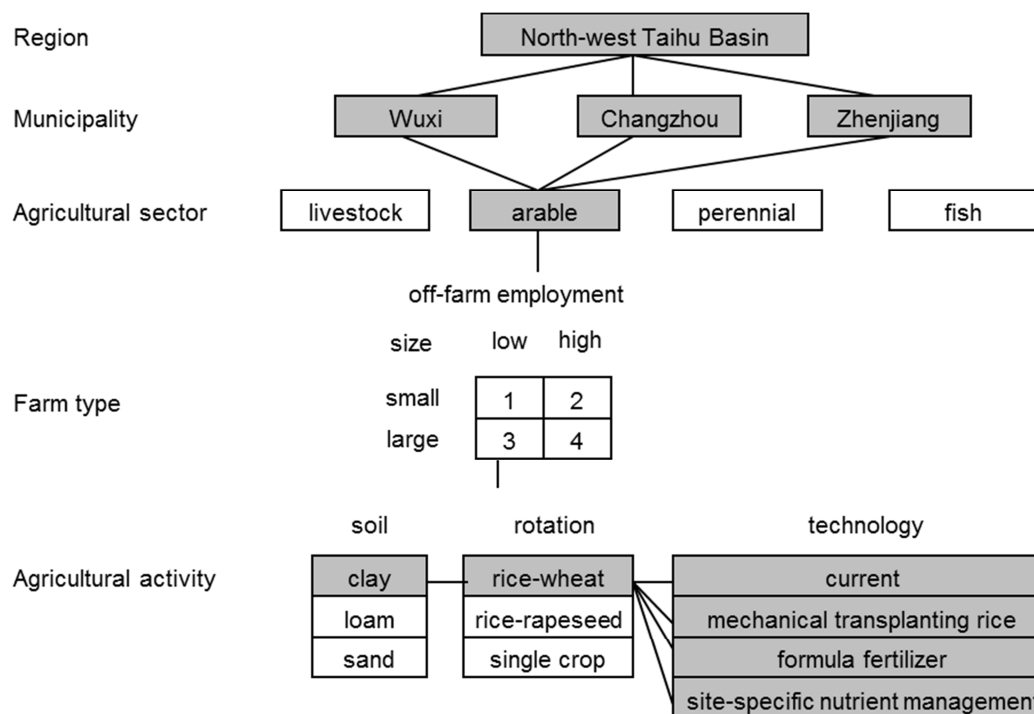 Region
North-west Taihu Basin
Municipality
Wuxi
Changzhou
Zhenjiang
Agricultural sector
livestock
arable
perennial
fish
off-farm employment
size
low
high
Farm type
small
1
2
large
3
4
soil
rotation
technology
Agricultural activity
clay
rice-wheat
current
loam
rice-rapeseed
mechanical transplanting rice
sand
single crop
formula fertilizer
site-specific nutrient management